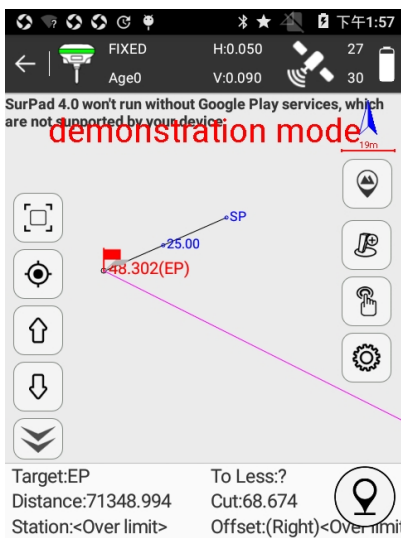 下午1:57
FIXED
H:0.050
27
Age0
V:0.090
30
SurPad 4.0 won't run without Google Play services, which
are not supported by your device.
demonstration mode
19m
SP
25.00
48.302(EP)
Target:EP
To Less:?
Distance:71348.994
Cut:68.674
Station:<Over limit>
Offset:(Right)<Over limit